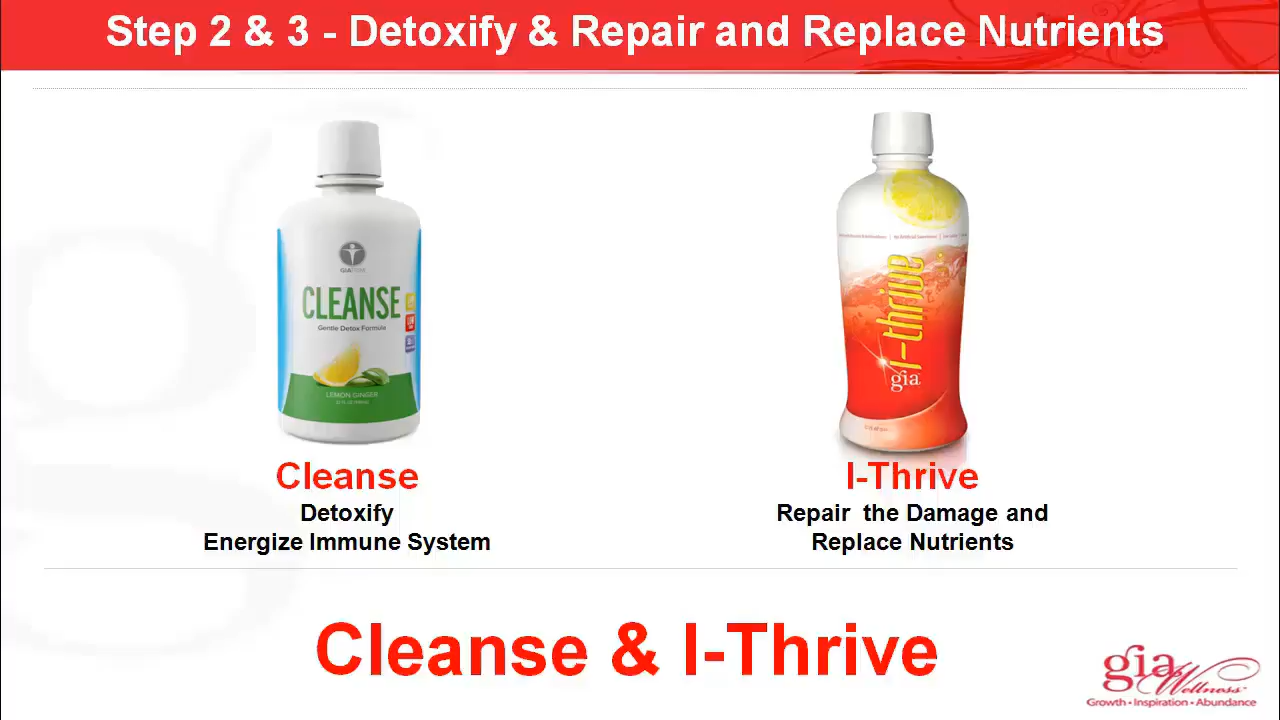 Step 2 & 3 - Detoxify & Repair and Replace Nutrients
CLEANSE
Gentle Detox Formula
LEMON GINGER
i-thrive
gia
Cleanse
Detoxify
Energize Immune System
I-Thrive
Repair the Damage and
Replace Nutrients
Cleanse & I-Thrive
gia
Wellness
Growth • Inspiration • Abundance